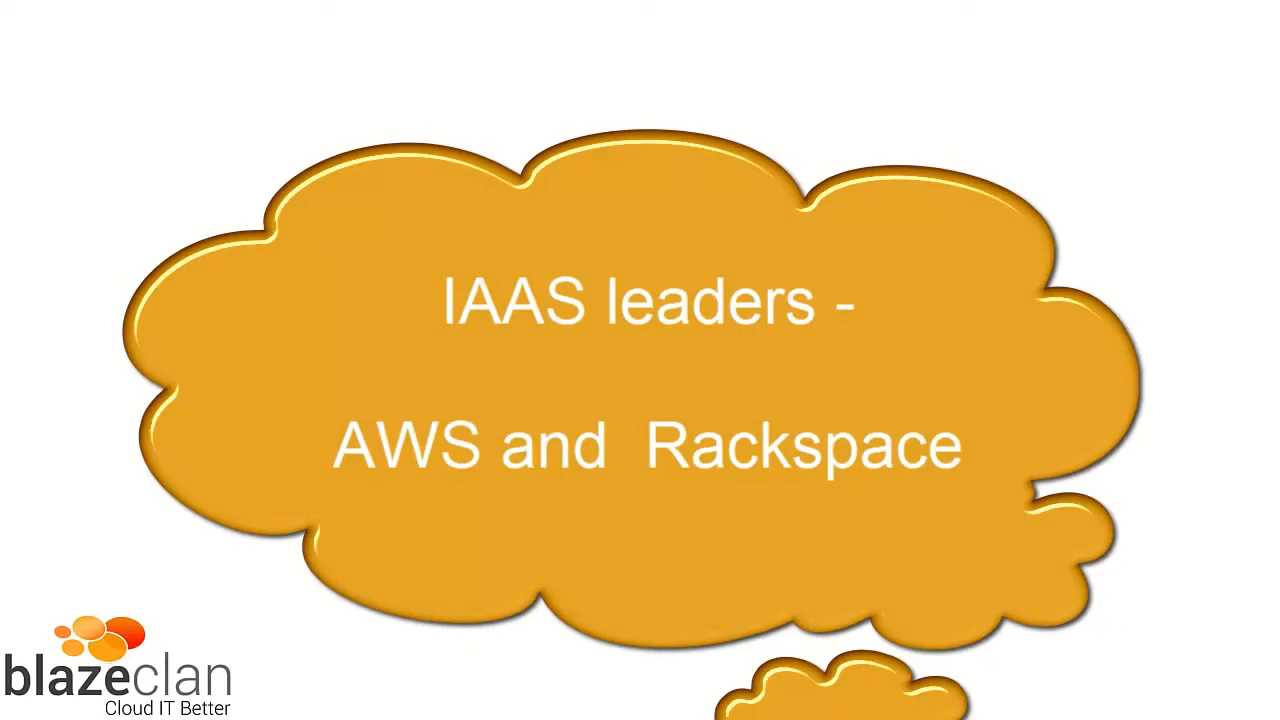 IAAS leaders -
AWS and Rackspace
blazeclan
Cloud IT Better